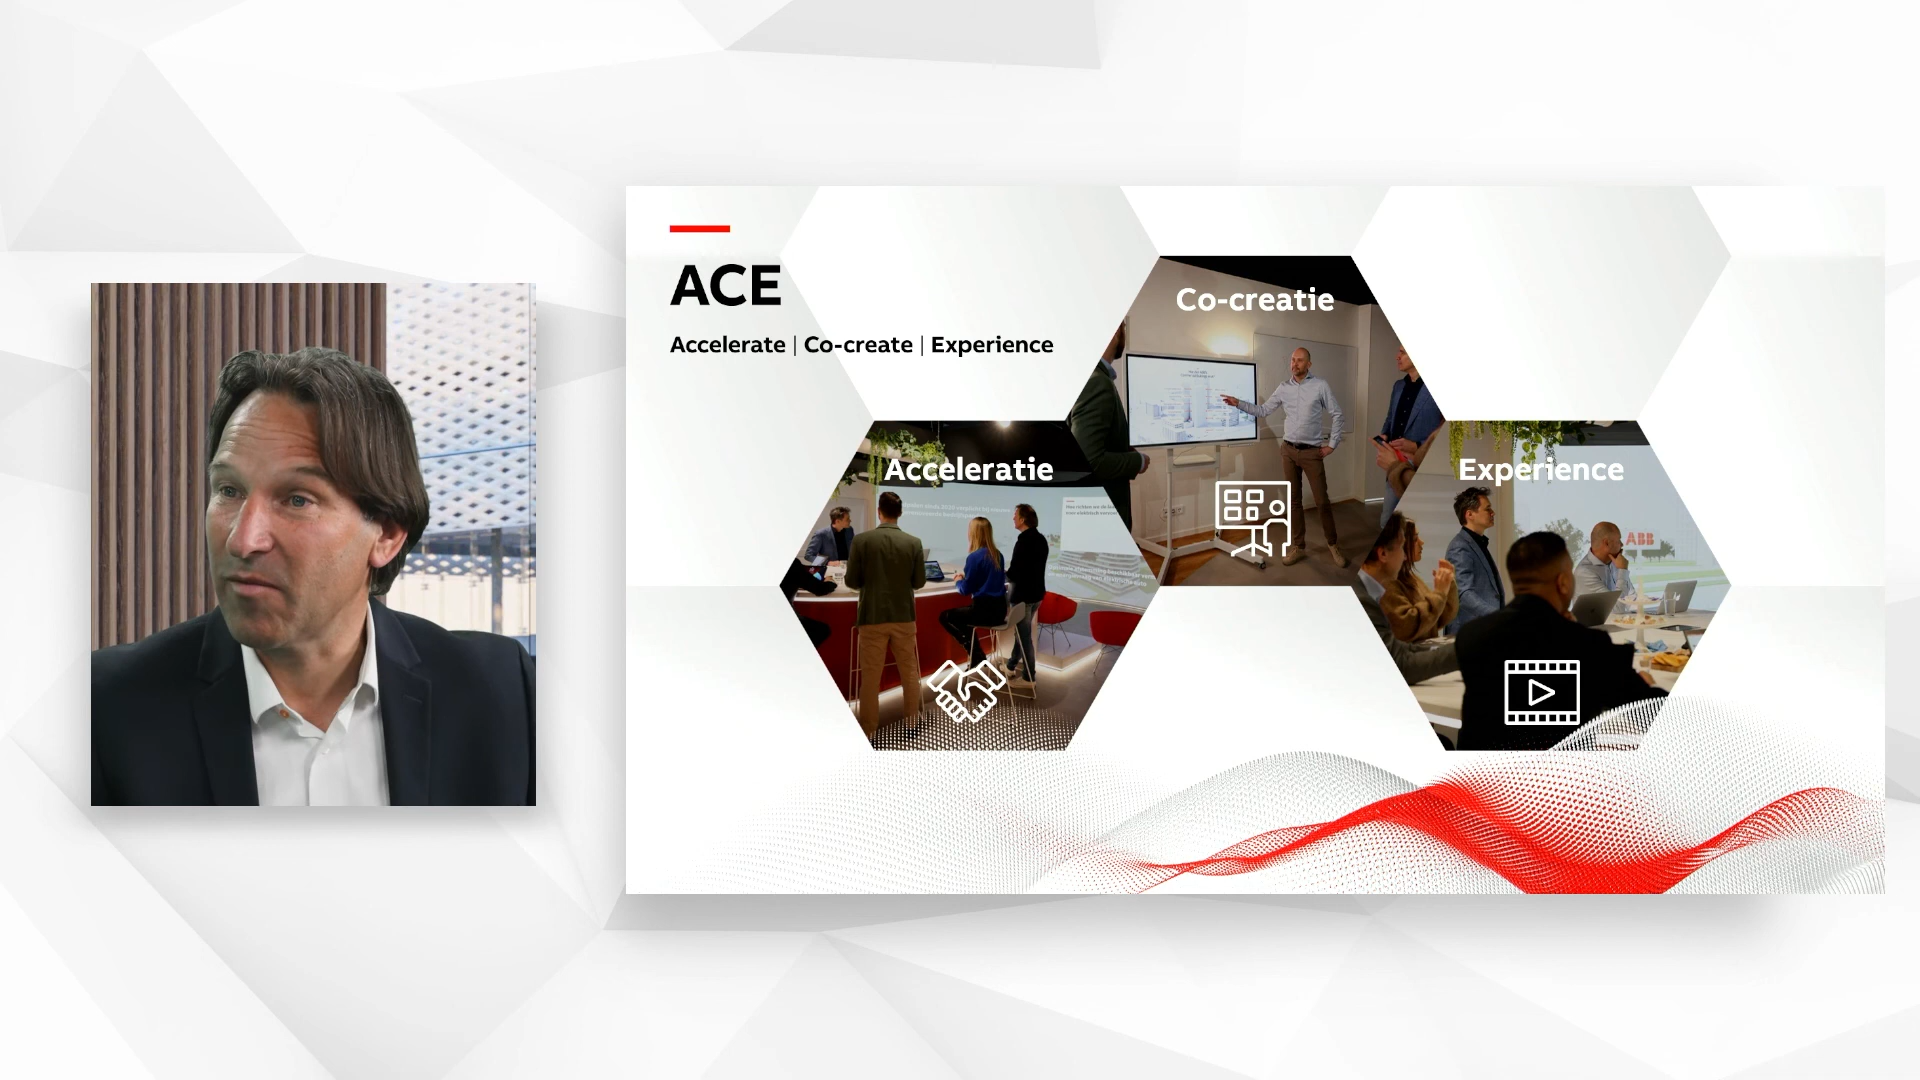 ACE
Accelerate | Co-create | Experience
Co-creatie
Acceleratie
Experience
ABB